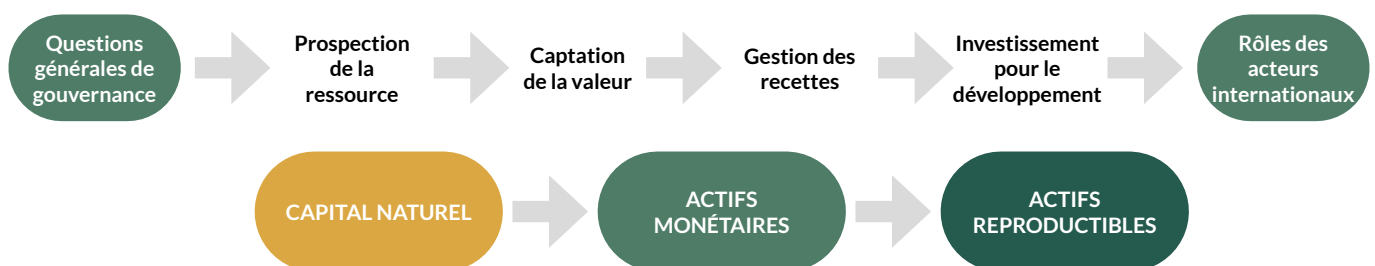 Questions
générales de
gouvernance
Prospection
de la
ressource
Captation
de la valeur
Gestion des
recettes
Investissement
pour le
développement
Rôles des
acteurs
internationaux
CAPITAL NATUREL
ACTIFS
MONÉTAIRES
ACTIFS
REPRODUCTIBLES